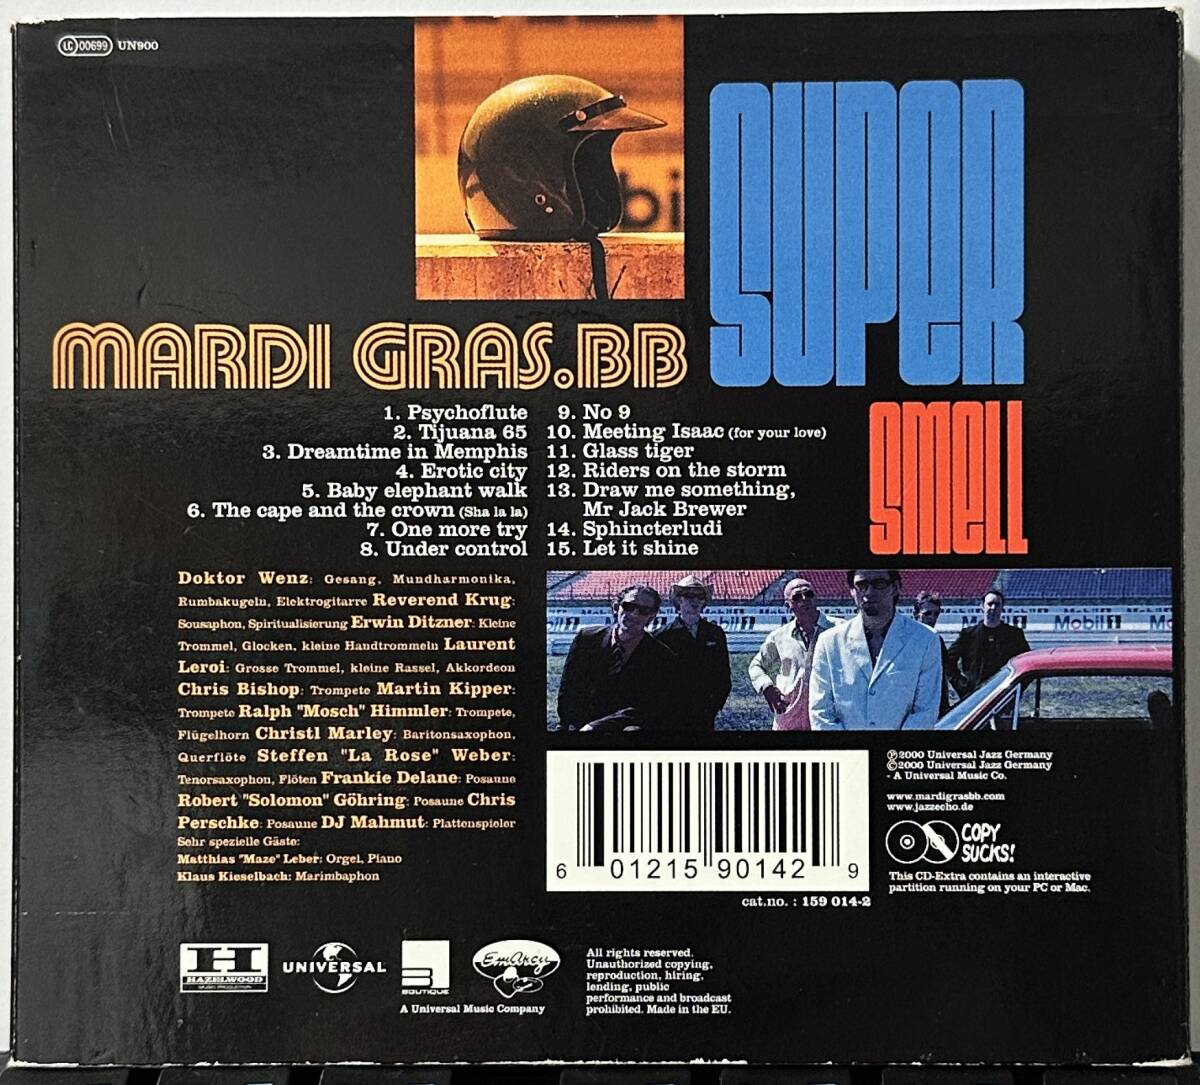 LC 00699 UN900
bi
SUPER
SMELL
MARDI GRAS.BB
1. Psychoflute
2. Tijuana 65
3. Dreamtime in Memphis
4. Erotic city
5. Baby elephant walk
6. The cape and the crown (Sha la la)
7. One more try
8. Under control
9. No 9
10. Meeting Isaac (for your love)
11. Glass tiger
12. Riders on the storm
13. Draw me something,
Mr Jack Brewer
14. Sphincterludi
15. Let it shine
Doktor Wenz: Gesang, Mundharmonika,
Rumbakugeln, Elektrogitarre Reverend Krug:
Sousaphon, Spiritualisierung Erwin Ditzner: Kleine
Trommel, Glocken, kleine Handtrommeln Laurent
Leroi: Grosse Trommel, kleine Rassel, Akkordeon
Chris Bishop: Trompete Martin Kipper:
Trompete Ralph "Mosch" Himmler: Trompete,
Flügelhorn Christl Marley: Baritonsaxophon,
Querflöte Steffen "La Rose" Weber:
Tenorsaxophon, Flöten Frankie Delane: Posaune
Robert "Solomon" Göhring: Posaune Chris
Perschke: Posaune DJ Mahmut: Plattenspieler
Sehr spezielle Gäste:
Matthias "Maze" Leber: Orgel, Piano
Klaus Kieselbach: Marimbaphon
Mobil 1
6 01215 90142 9
cat.no. : 159 014-2
℗2000 Universal Jazz Germany
©2000 Universal Jazz Germany
- A Universal Music Co.
www.mardigrasbb.com
www.jazzecho.de
COPY
SUCKS!
This CD-Extra contains an interactive
partition running on your PC or Mac.
H
HAZELWOOD
MUSIC PRODUCTION
UNIVERSAL
BOUTIQUE
EmArcy
A Universal Music Company
All rights reserved.
Unauthorized copying,
reproduction, hiring,
lending, public
performance and broadcast
prohibited. Made in the EU.